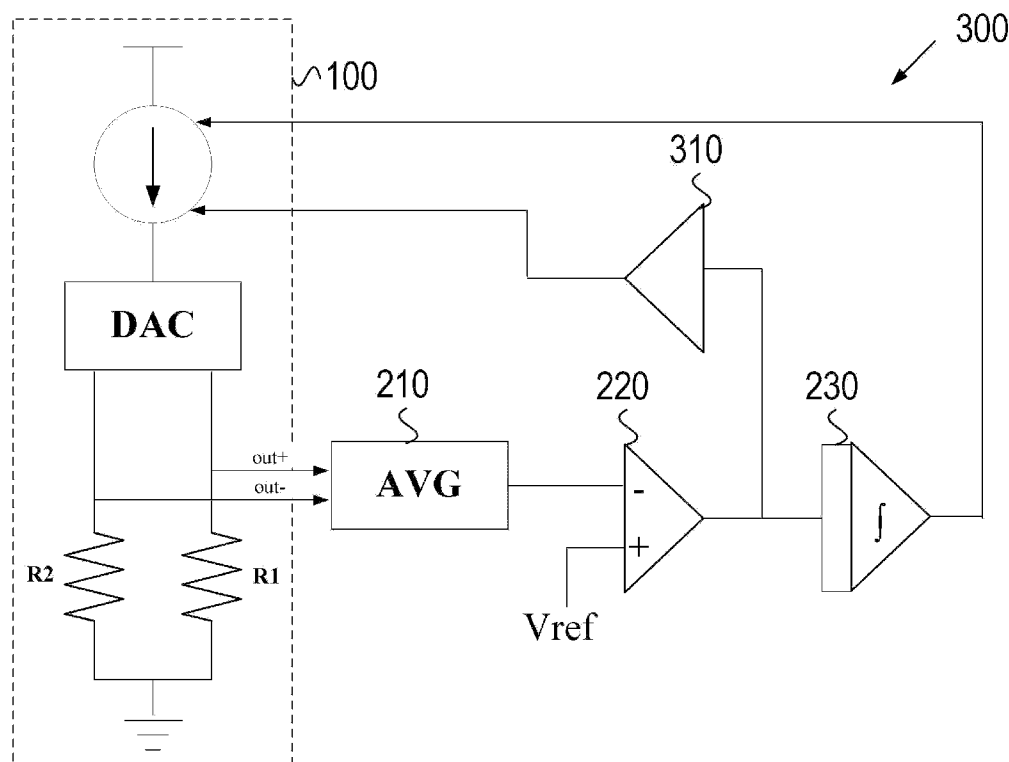 300
100
310
DAC
210
220
230
out+
out-
AVG
-
+
∫
R2
R1
Vref